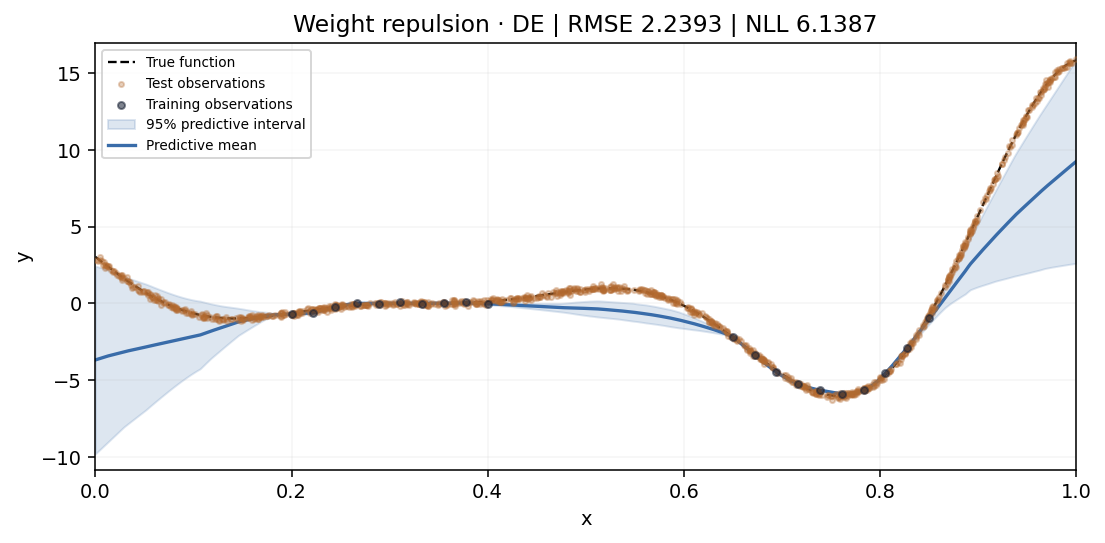 Weight repulsion · DE | RMSE 2.2393 | NLL 6.1387
True function
Test observations
Training observations
95% predictive interval
Predictive mean
15
10
5
0
−5
−10
y
0.0 0.2 0.4 0.6 0.8 1.0
x